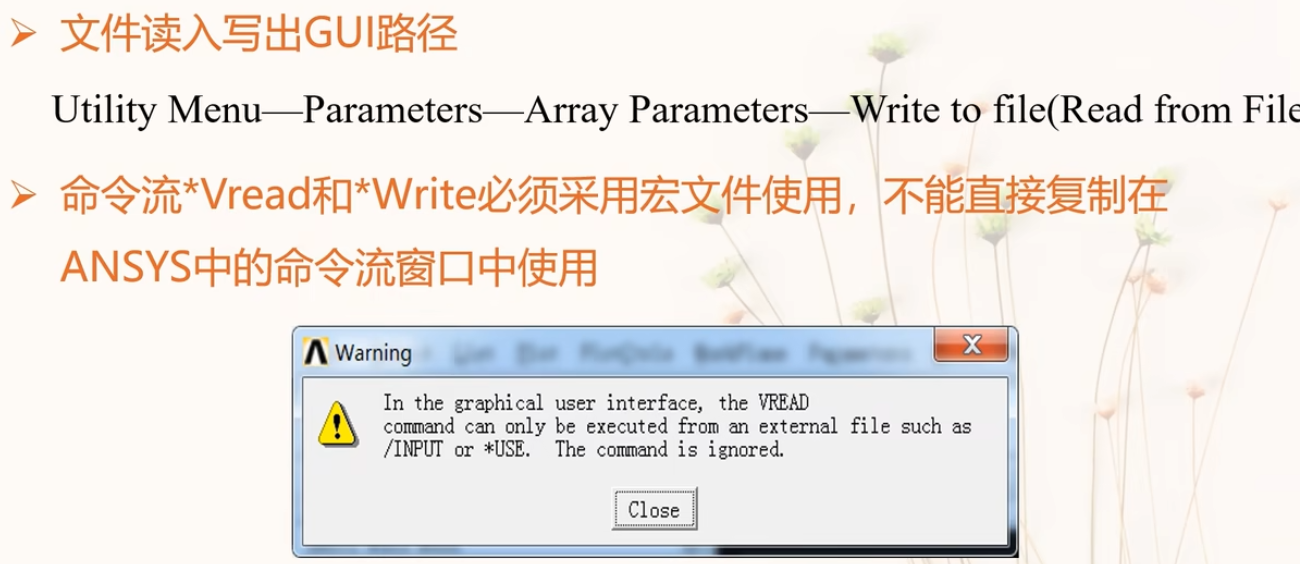 文件读入写出GUI路径
Utility Menu—Parameters—Array Parameters—Write to file(Read from File
命令流*Vread和*Write必须采用宏文件使用，不能直接复制在
ANSYS中的命令流窗口中使用
Warning
In the graphical user interface, the VREAD
command can only be executed from an external file such as
/INPUT or *USE. The command is ignored.
Close